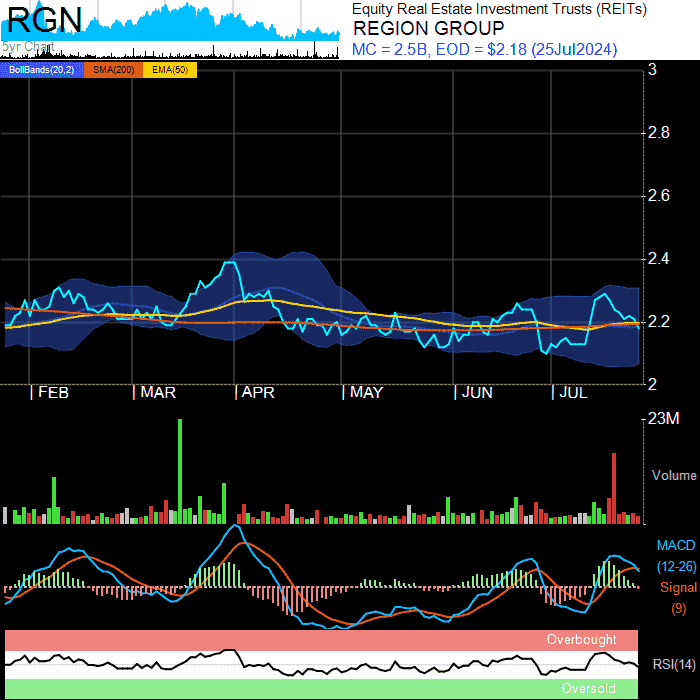 RGN
5yr Chart
Equity Real Estate Investment Trusts (REITs)
REGION GROUP
MC = 2.5B, EOD = $2.18 (25Jul2024)
BollBands(20,2) SMA(200) EMA(50)
3
2.8
2.6
2.4
2.2
2
FEB MAR APR MAY JUN JUL
23M
Volume
MACD
(12-26)
Signal
(9)
Overbought
RSI(14)
Oversold